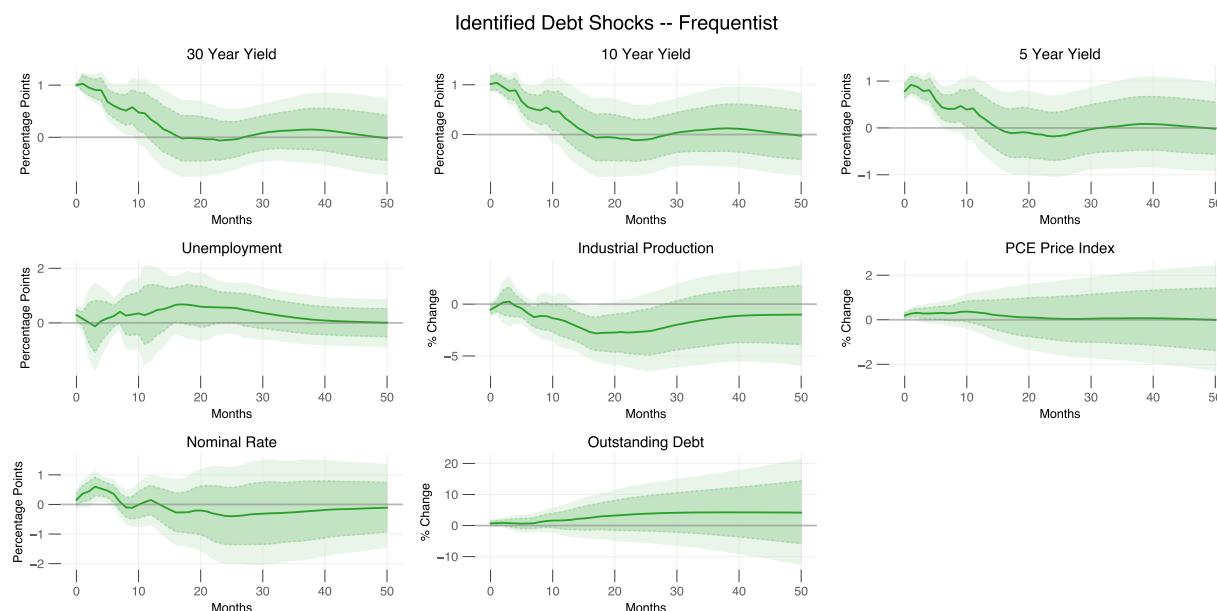 Identified Debt Shocks -- Frequentist
30 Year Yield
Percentage Points
1
0
0 10 20 30 40 50
Months
10 Year Yield
Percentage Points
1
0
0 10 20 30 40 50
Months
5 Year Yield
Percentage Points
1
0
−1
0 10 20 30 40 50
Months
Unemployment
Percentage Points
2
0
0 10 20 30 40 50
Months
Industrial Production
% Change
0
−5
0 10 20 30 40 50
Months
PCE Price Index
% Change
2
0
−2
0 10 20 30 40 50
Months
Nominal Rate
Percentage Points
1
0
−1
−2
0 10 20 30 40 50
Months
Outstanding Debt
% Change
20
10
0
−10
0 10 20 30 40 50
Months